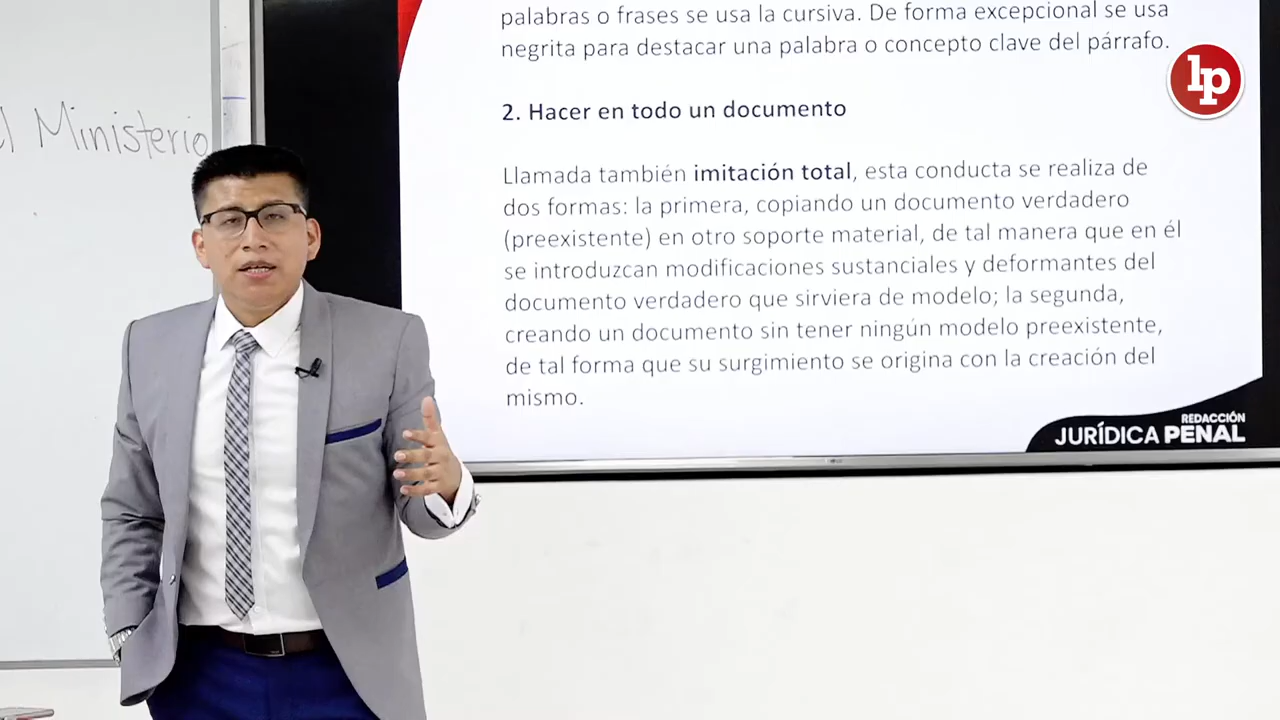 palabras o frases se usa la cursiva. De forma excepcional se usa
negrita para destacar una palabra o concepto clave del párrafo.
lp
2. Hacer en todo un documento
l Ministerio
Llamada también imitación total, esta conducta se realiza de
dos formas: la primera, copiando un documento verdadero
(preexistente) en otro soporte material, de tal manera que en él
se introduzcan modificaciones sustanciales y deformantes del
documento verdadero que sirviera de modelo; la segunda,
creando un documento sin tener ningún modelo preexistente,
de tal forma que su surgimiento se origina con la creación del
mismo.
REDACCIÓN
JURÍDICA PENAL
LG